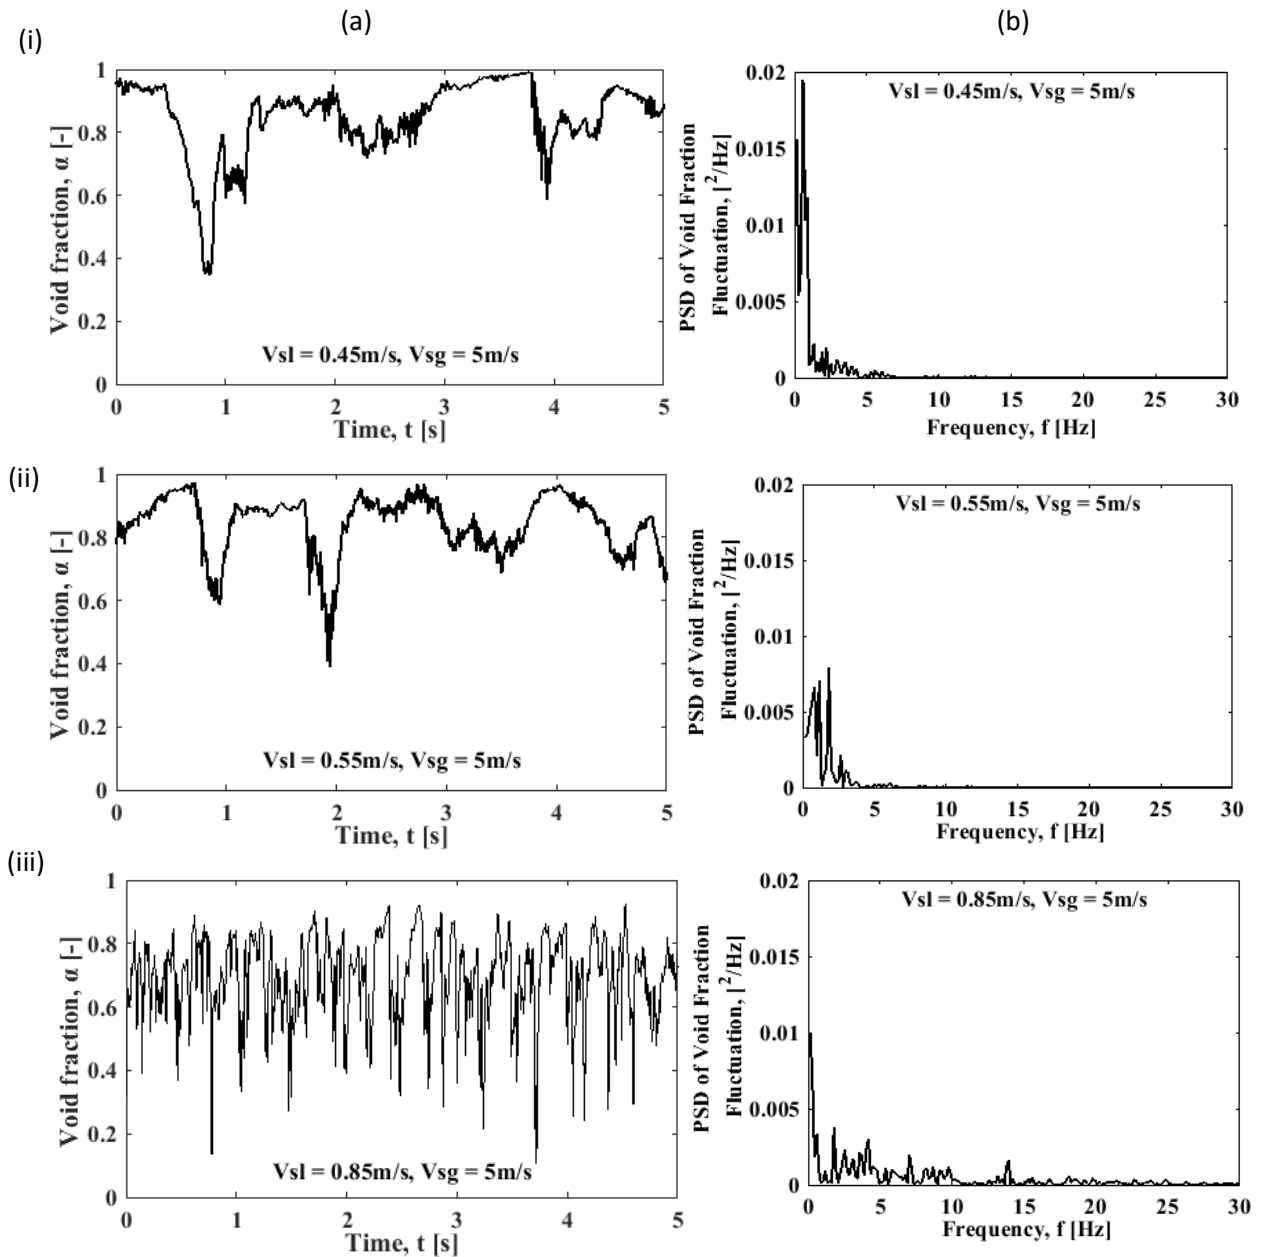 (a)
(b)
(i)
1
0.8
0.6
0.4
0.2
0
Void fraction, α [-]
Vsl = 0.45m/s, Vsg = 5m/s
0 1 2 3 4 5
Time, t [s]
PSD of Void Fraction
Fluctuation, |²/Hz]
0.02
0.015
0.01
0.005
0
Vsl = 0.45m/s, Vsg = 5m/s
0 5 10 15 20 25 30
Frequency, f [Hz]
(ii)
1
0.8
0.6
0.4
0.2
0
Void fraction, α [-]
Vsl = 0.55m/s, Vsg = 5m/s
0 1 2 3 4 5
Time, t [s]
PSD of Void Fraction
Fluctuation, |²/Hz]
0.02
0.015
0.01
0.005
0
Vsl = 0.55m/s, Vsg = 5m/s
0 5 10 15 20 25 30
Frequency, f [Hz]
(iii)
1
0.8
0.6
0.4
0.2
0
Void fraction, α [-]
Vsl = 0.85m/s, Vsg = 5m/s
0 1 2 3 4 5
Time, t [s]
PSD of Void Fraction
Fluctuation, |²/Hz]
0.02
0.015
0.01
0.005
0
Vsl = 0.85m/s, Vsg = 5m/s
0 5 10 15 20 25 30
Frequency, f [Hz]